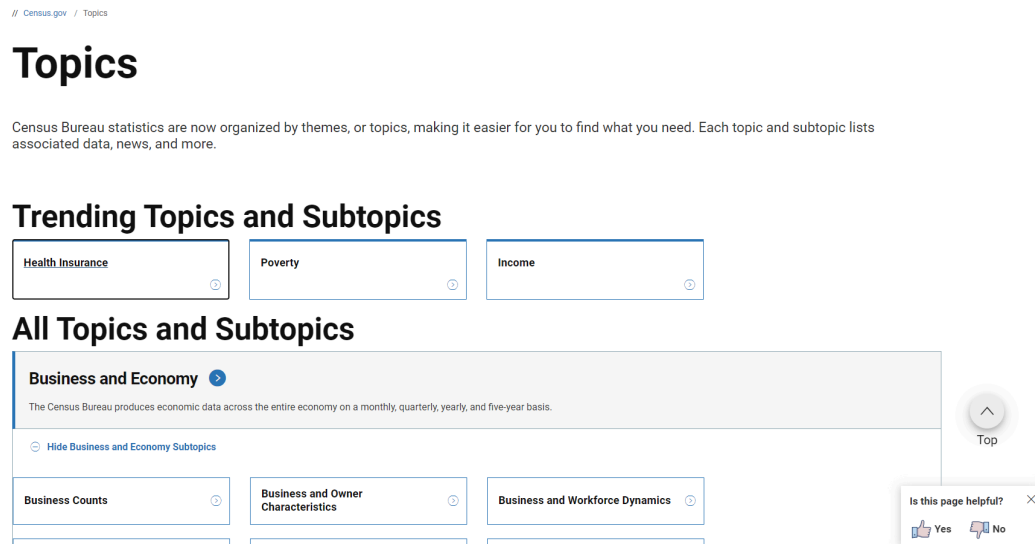 // Census.gov / Topics
Topics
Census Bureau statistics are now organized by themes, or topics, making it easier for you to find what you need. Each topic and subtopic lists
associated data, news, and more.
Trending Topics and Subtopics
Health Insurance
Poverty
Income
All Topics and Subtopics
Business and Economy
The Census Bureau produces economic data across the entire economy on a monthly, quarterly, yearly, and five-year basis.
Hide Business and Economy Subtopics
Business Counts
Business and Owner
Characteristics
Business and Workforce Dynamics
Top
Is this page helpful?
Yes
No